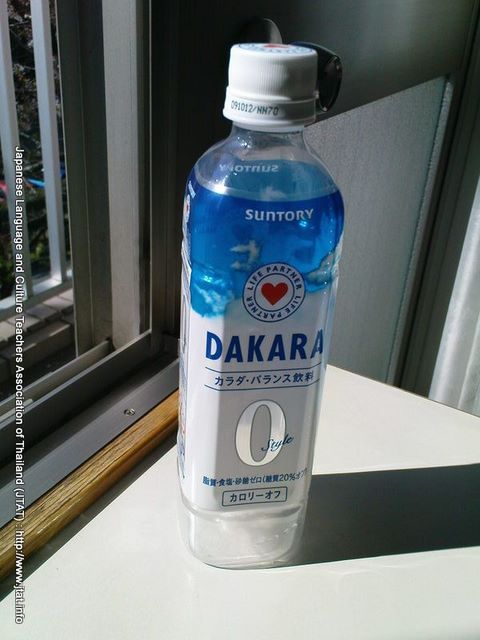 091012/NN70
SUNTORY
SUNTORY
LIFE PARTNER LIFE PARTNER
DAKARA
カラダ・バランス飲料
0
Style
脂質・食塩・砂糖ゼロ(糖質20%オフ)
カロリーオフ
Japanese Language and Culture Teachers Association of Thailand (JTAT) : http://www.jtat.info